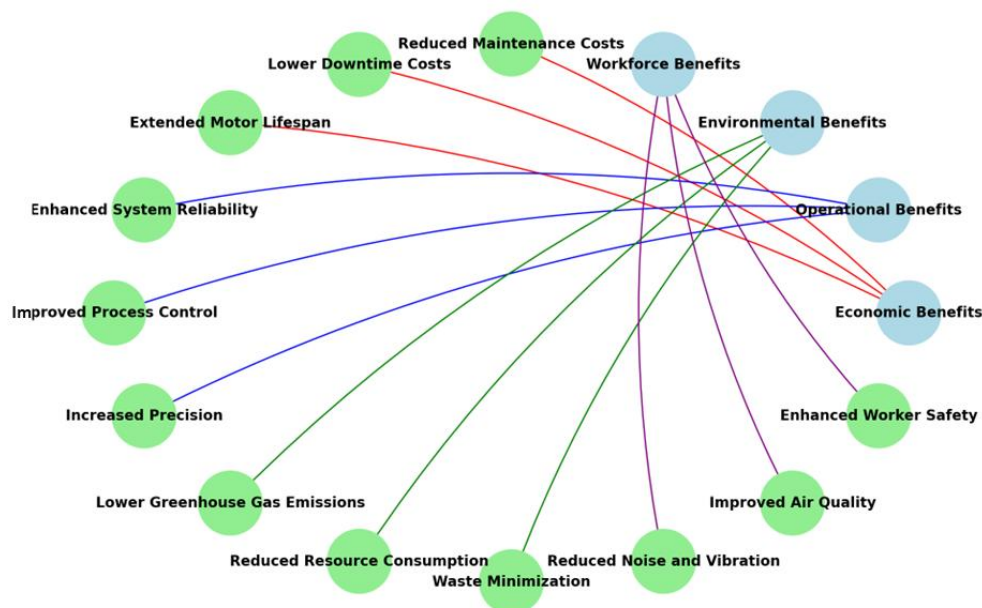 Reduced Maintenance Costs
Lower Downtime Costs
Workforce Benefits
Extended Motor Lifespan
Environmental Benefits
Enhanced System Reliability
Operational Benefits
Improved Process Control
Economic Benefits
Increased Precision
Enhanced Worker Safety
Lower Greenhouse Gas Emissions
Improved Air Quality
Reduced Resource Consumption
Reduced Noise and Vibration
Waste Minimization